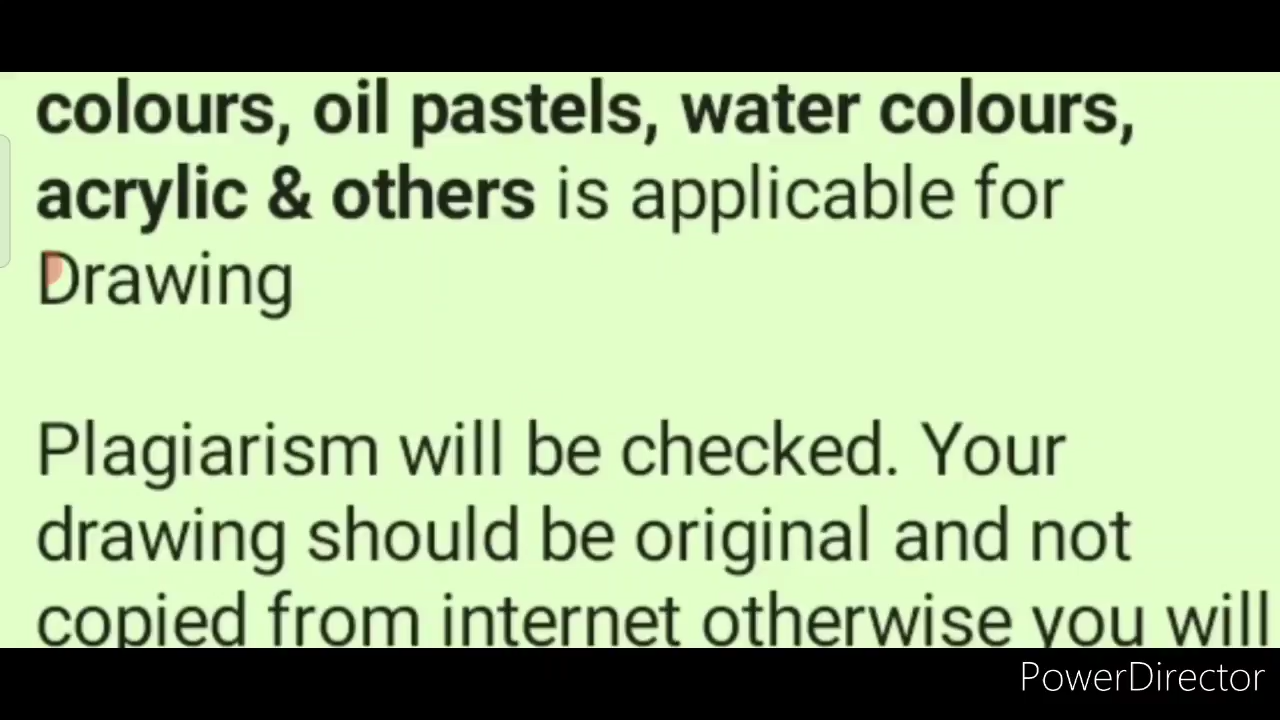 colours, oil pastels, water colours,
acrylic & others is applicable for
Drawing
Plagiarism will be checked. Your
drawing should be original and not
copied from internet otherwise you will
PowerDirector